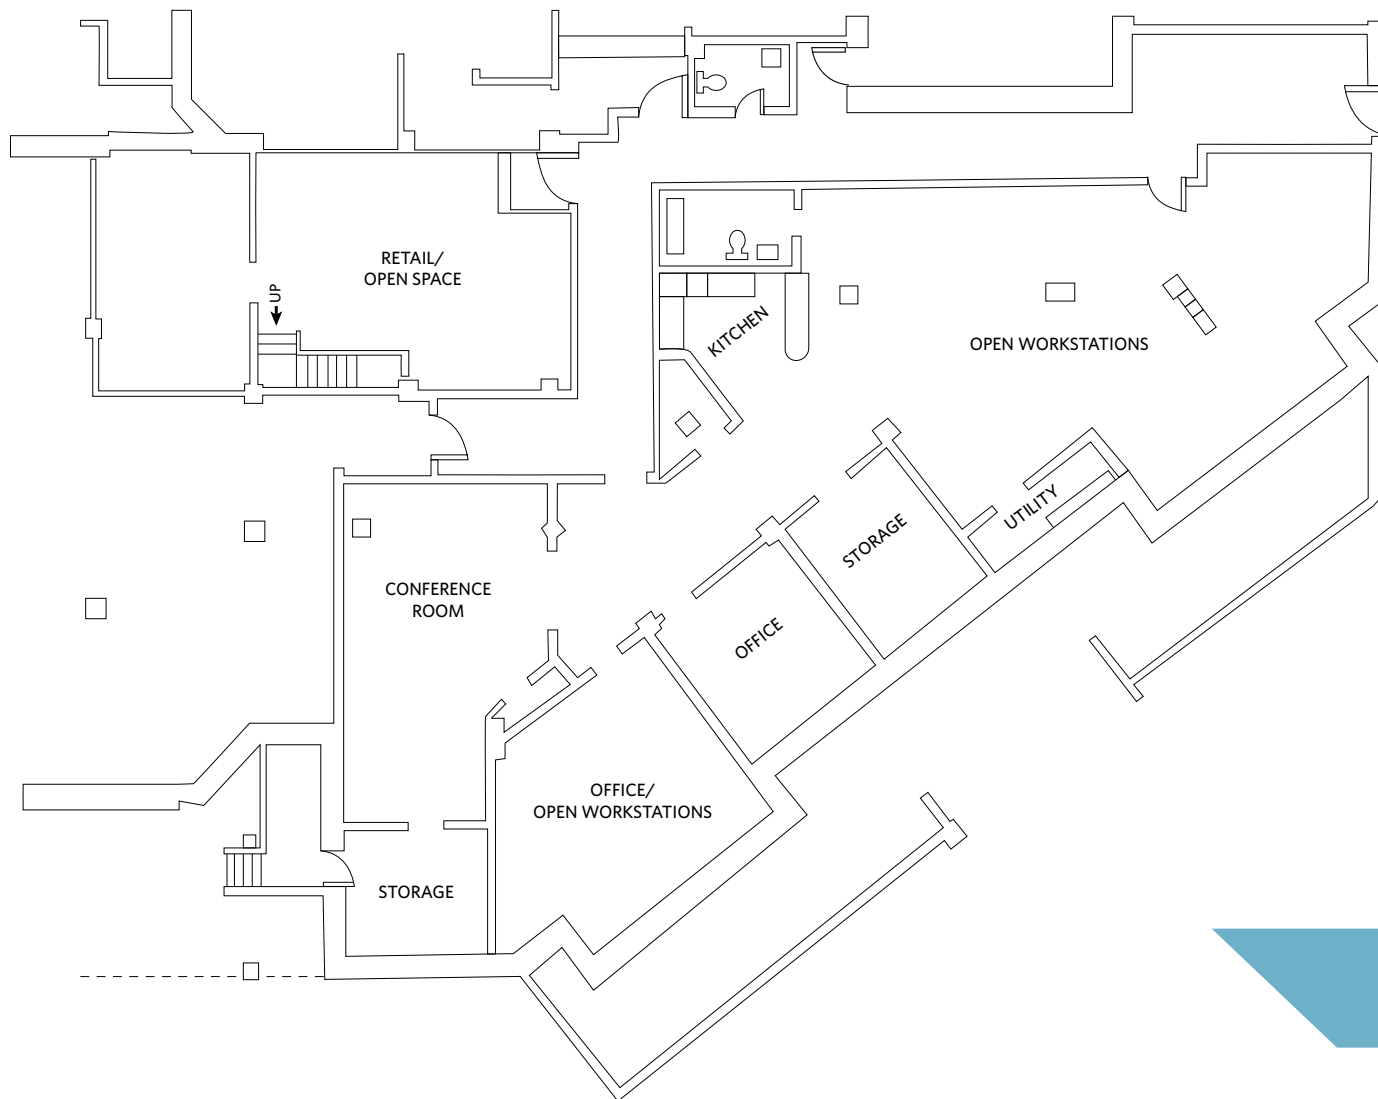 RETAIL/
OPEN SPACE
UP
KITCHEN
OPEN WORKSTATIONS
STORAGE
UTILITY
CONFERENCE
ROOM
OFFICE
OFFICE/
OPEN WORKSTATIONS
STORAGE